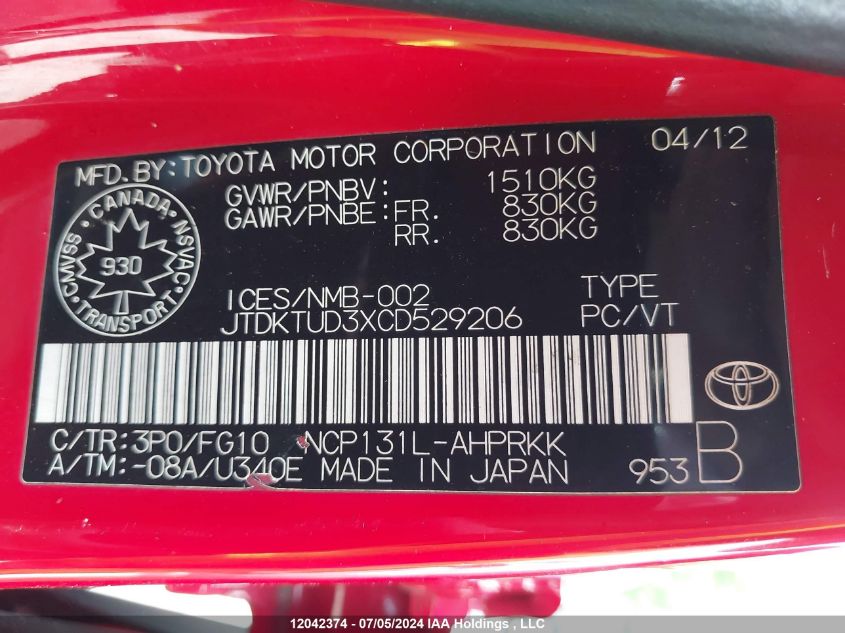 MFD. BY: TOYOTA MOTOR CORPORATION 04/12
GVWR/PNBV: 1510KG
GAWR/PNBE: FR. 830KG
RR. 830KG
CANADA
CMVSS NSVAC
930
TRANSPORT
ICES/NMB-002 TYPE
JTDKTUD3XCD529206 PC/VT
C/TR: 3P0/FG10 NCP131L-AHPRKK
A/TM: -08A/U340E MADE IN JAPAN 953 B
12042374 - 07/05/2024 IAA Holdings, LLC